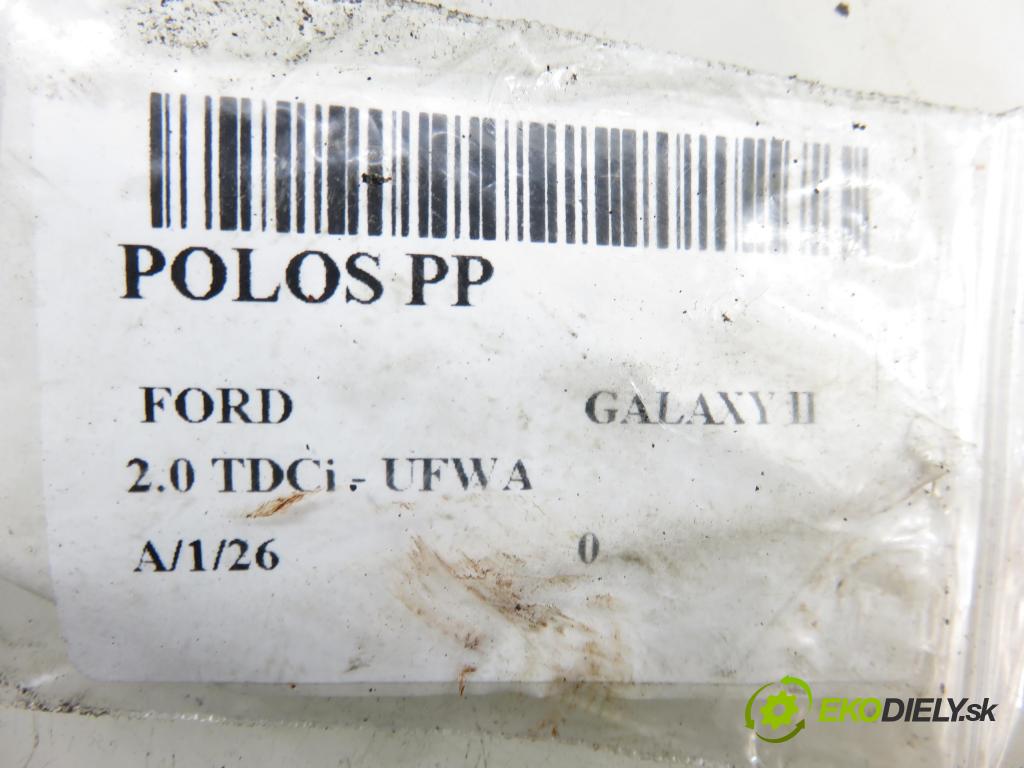 POLOS PP
FORD GALAXY II
2.0 TDCi - UFWA
A/1/26 0
EKODIELY.sk